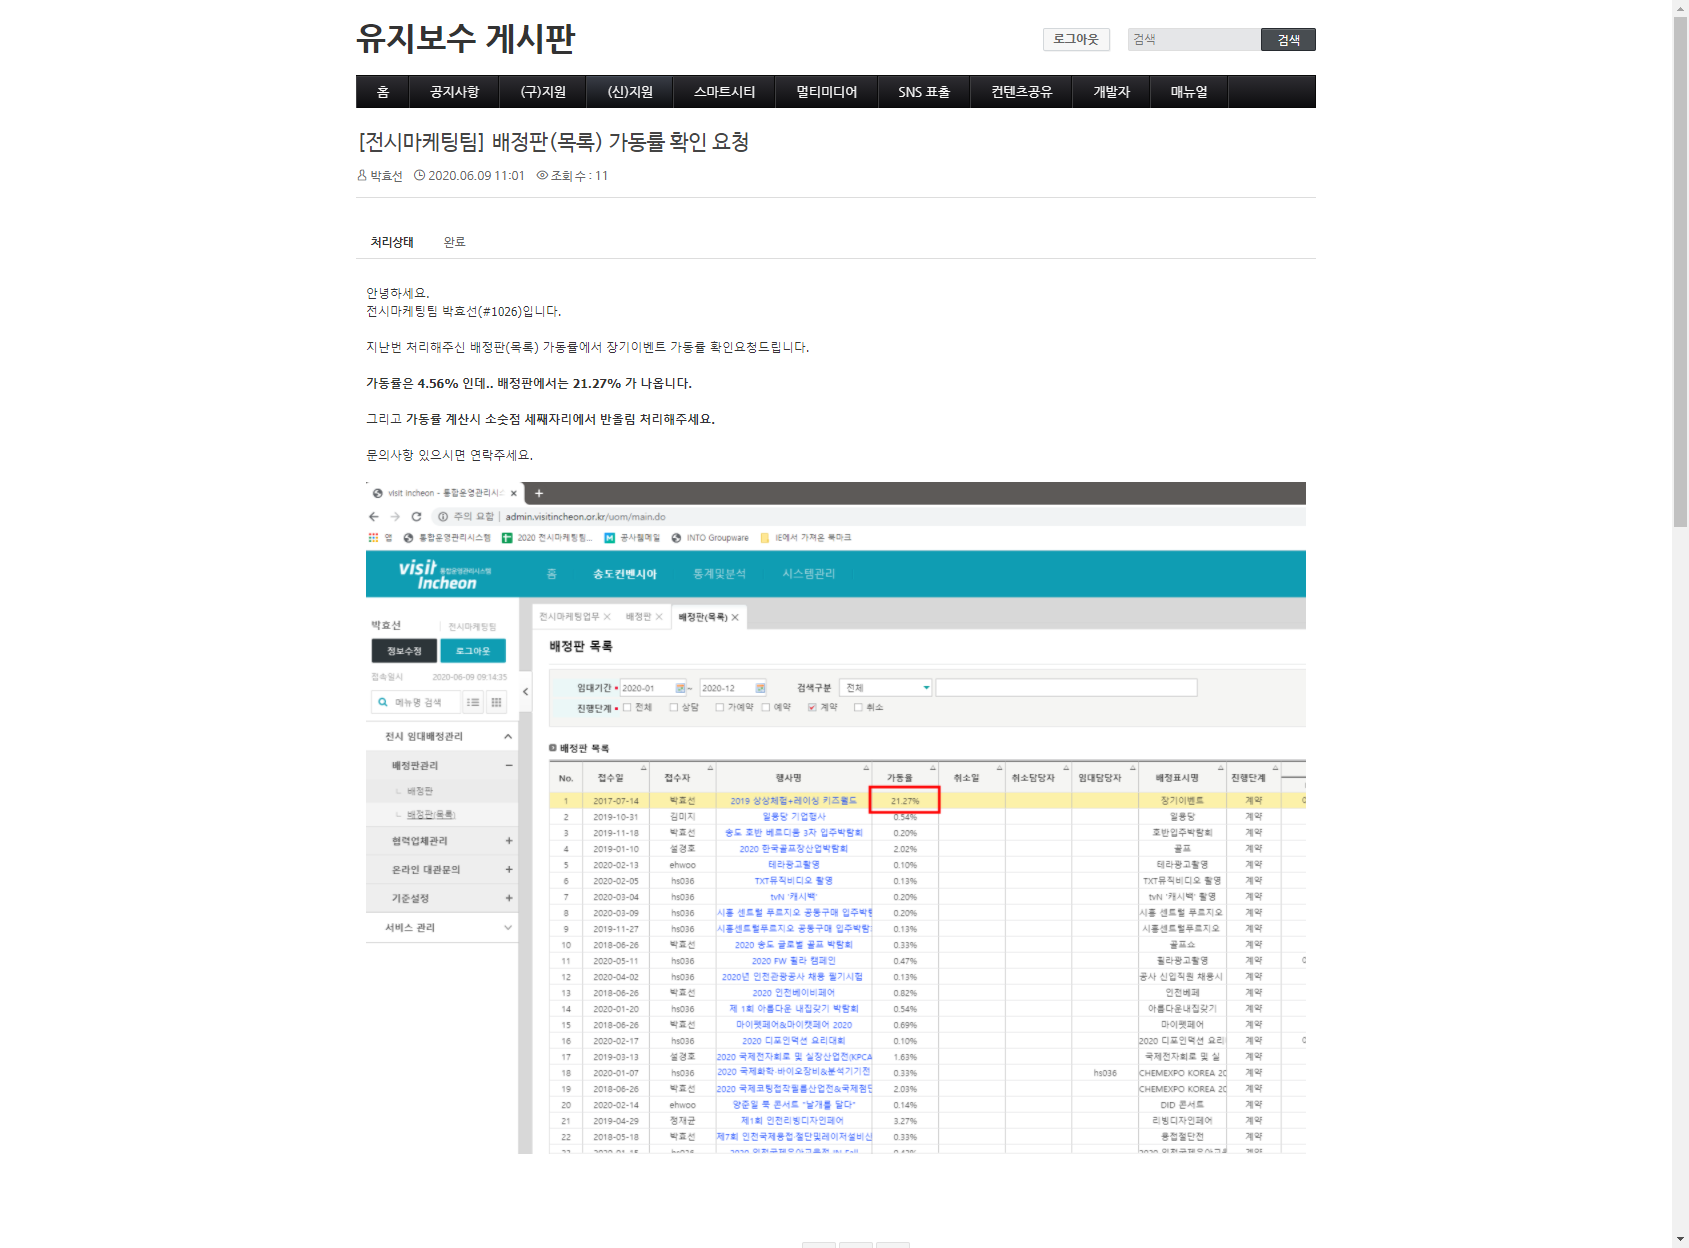 유지보수 게시판
로그아웃
검색
검색
홈 공지사항 (구)지원 (신)지원 스마트시티 멀티미디어 SNS 표출 컨텐츠공유 개발자 매뉴얼
[전시마케팅팀] 배정판(목록) 가동률 확인 요청
박효선 2020.06.09 11:01 조회 수 : 11
처리상태 완료
안녕하세요.
전시마케팅팀 박효선(#1026)입니다.
지난번 처리해주신 배정판(목록) 가동률에서 장기이벤트 가동률 확인요청드립니다.
가동률은 4.56% 인데.. 배정판에서는 21.27% 가 나옵니다.
그리고 가동률 계산시 소숫점 세째자리에서 반올림 처리해주세요.
문의사항 있으시면 연락주세요.
visit incheon - 통합운영관리시스
주의 요함 | admin.visitincheon.or.kr/uom/main.do
앱 통합운영관리시스템 2020 전시마케팅팀... 공사웹메일 INTO Groupware IE에서 가져온 북마크
visit Incheon 통합운영관리시스템
홈 송도컨벤시아 통계및분석 시스템관리
박효선 전시마케팅팀
정보수정 로그아웃
접속일시 2020-06-09 09:14:35
메뉴명 검색
전시 임대배정관리
배정판관리
배정판
배정판(목록)
협력업체관리
온라인 대관문의
기준설정
서비스 관리
전시마케팅업무 배정판 배정판(목록)
배정판 목록
임대기간 2020-01 ~ 2020-12 검색구분 전체
진행단계 전체 상담 가예약 예약 계약 취소
배정판 목록
No. 접수일 접수자 행사명 가동율 취소일 취소담당자 임대담당자 배정표시명 진행단계
1 2017-07-14 박효선 2019 상상체험+레이싱 키즈월드 21.27% 장기이벤트 계약
2 2019-10-31 김미지 일풍당 기업행사 0.54% 일풍당 계약
3 2019-11-18 박효선 송도 호반 베르디움 3차 입주박람회 0.20% 호반입주박람회 계약
4 2019-01-10 설경호 2020 한국골프장산업박람회 2.02% 골프 계약
5 2020-02-13 ehwoo 테라광고촬영 0.10% 테라광고촬영 계약
6 2020-02-05 hs036 TXT뮤직비디오 촬영 0.13% TXT뮤직비디오 촬영 계약
7 2020-03-04 hs036 tvN '캐시백' 0.20% tvN '캐시백' 촬영 계약
8 2020-03-09 hs036 시흥 센트럴 푸르지오 공동구매 입주박람 0.20% 시흥 센트럴 푸르지오 계약
9 2019-11-27 hs036 시흥센트럴푸르지오 공동구매 입주박람 0.13% 시흥센트럴푸르지오 계약
10 2018-06-26 박효선 2020 송도 글로벌 골프 박람회 0.33% 골프쇼 계약
11 2020-05-11 hs036 2020 FW 휠라 캠페인 0.47% 휠라광고촬영 계약
12 2020-04-02 hs036 2020년 인천관광공사 채용 필기시험 0.13% 공사 신입직원 채용시 계약
13 2018-06-26 박효선 2020 인천베이비페어 0.82% 인천베페 계약
14 2020-01-20 hs036 제 1회 아름다운 내집갖기 박람회 0.54% 아름다운내집갖기 계약
15 2018-06-26 박효선 마이펫페어&마이캣페어 2020 0.69% 마이펫페어 계약
16 2020-02-17 hs036 2020 디포인덕션 요리대회 0.10% 2020 디포인덕션 요리 계약
17 2019-03-13 설경호 2020 국제전자회로 및 실장산업전(KPCA 1.63% 국제전자회로 및 실 계약
18 2020-01-07 hs036 2020 국제화학·바이오장비&분석기기전 0.33% hs036 CHEMEXPO KOREA 20 계약
19 2018-06-26 박효선 2020 국제코팅접착필름산업전&국제첨단 2.03% CHEMEXPO KOREA 20 계약
20 2020-02-14 ehwoo 양준일 북 콘서트 "날개를 달다" 0.14% DID 콘서트 계약
21 2019-04-29 정재균 제1회 인천리빙디자인페어 3.27% 리빙디자인페어 계약
22 2018-05-18 박효선 제7회 인천국제용접·절단및레이저설비산 0.33% 용접절단전 계약